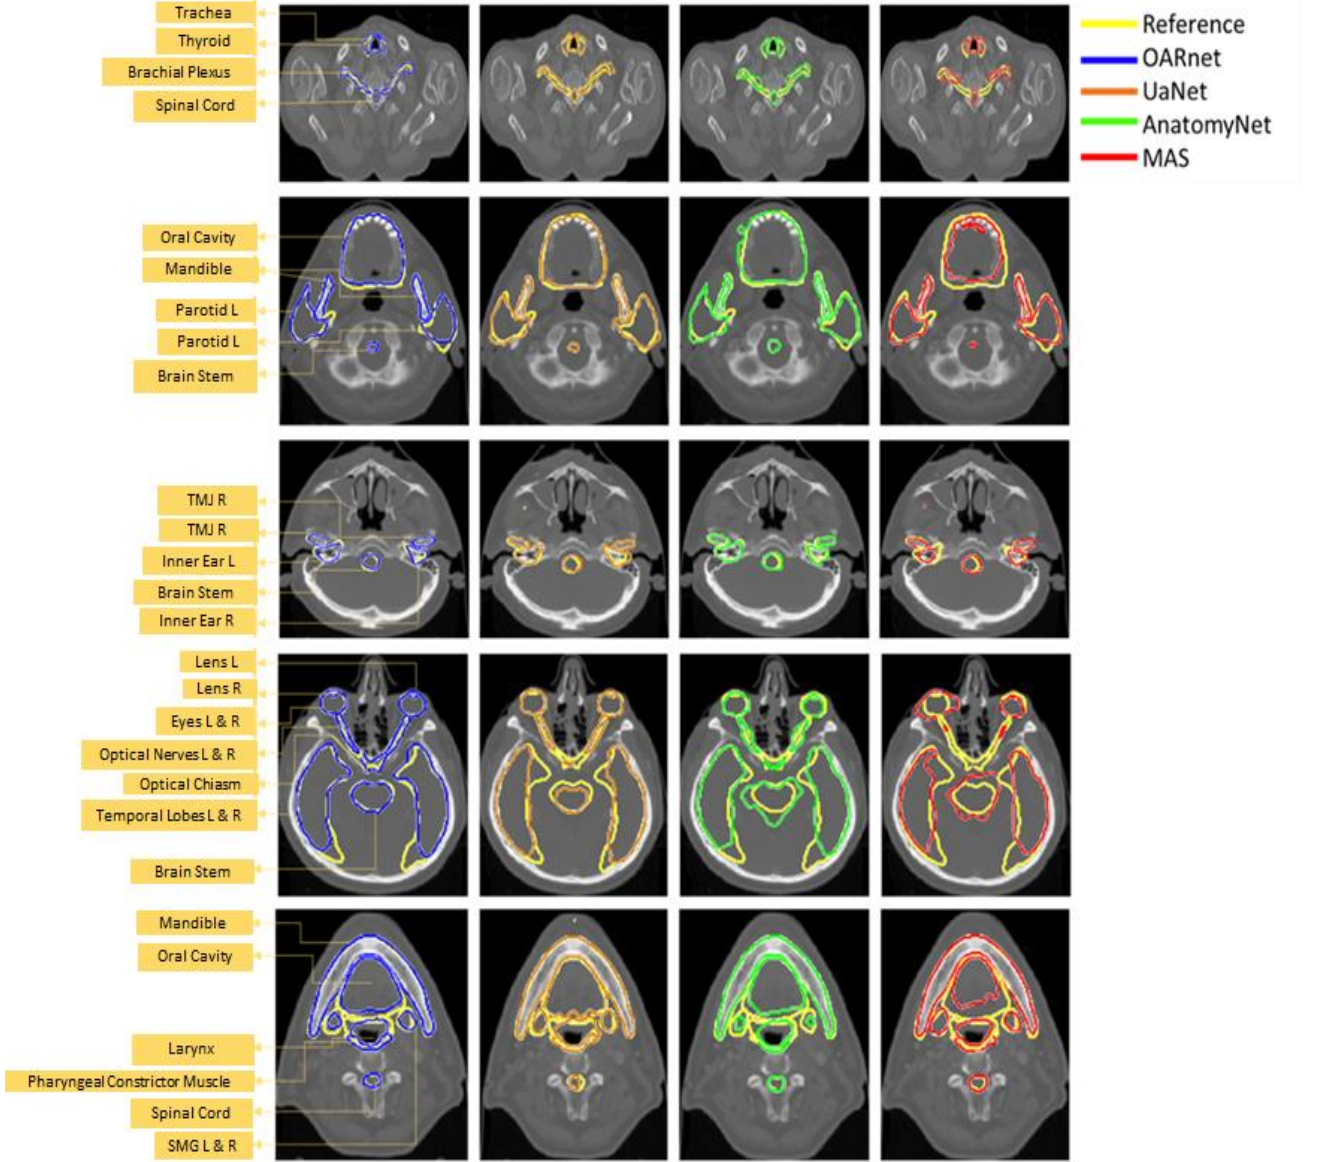 Trachea
Thyroid
Brachial Plexus
Spinal Cord
Reference
OARnet
UaNet
AnatomyNet
MAS
Oral Cavity
Mandible
Parotid L
Parotid L
Brain Stem
TMJ R
TMJ R
Inner Ear L
Brain Stem
Inner Ear R
Lens L
Lens R
Eyes L & R
Optical Nerves L & R
Optical Chiasm
Temporal Lobes L & R
Brain Stem
Mandible
Oral Cavity
Larynx
Pharyngeal Constrictor Muscle
Spinal Cord
SMG L & R